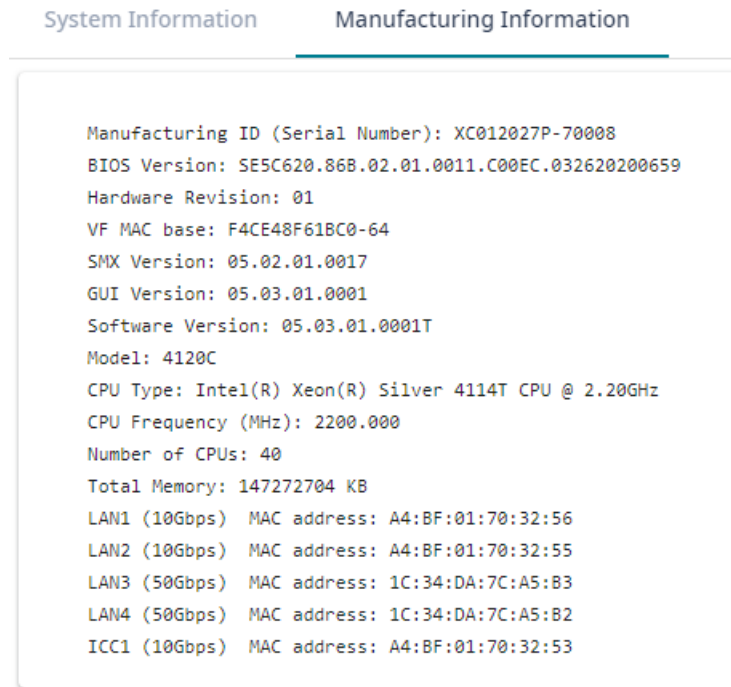 System Information
Manufacturing Information
Manufacturing ID (Serial Number): XC012027P-70008
BIOS Version: SE5C620.86B.02.01.0011.C00EC.032620200659
Hardware Revision: 01
VF MAC base: F4CE48F61BC0-64
SMX Version: 05.02.01.0017
GUI Version: 05.03.01.0001
Software Version: 05.03.01.0001T
Model: 4120C
CPU Type: Intel(R) Xeon(R) Silver 4114T CPU @ 2.20GHz
CPU Frequency (MHz): 2200.000
Number of CPUs: 40
Total Memory: 147272704 KB
LAN1 (10Gbps)  MAC address: A4:BF:01:70:32:56
LAN2 (10Gbps)  MAC address: A4:BF:01:70:32:55
LAN3 (50Gbps)  MAC address: 1C:34:DA:7C:A5:B3
LAN4 (50Gbps)  MAC address: 1C:34:DA:7C:A5:B2
ICC1 (10Gbps)  MAC address: A4:BF:01:70:32:53